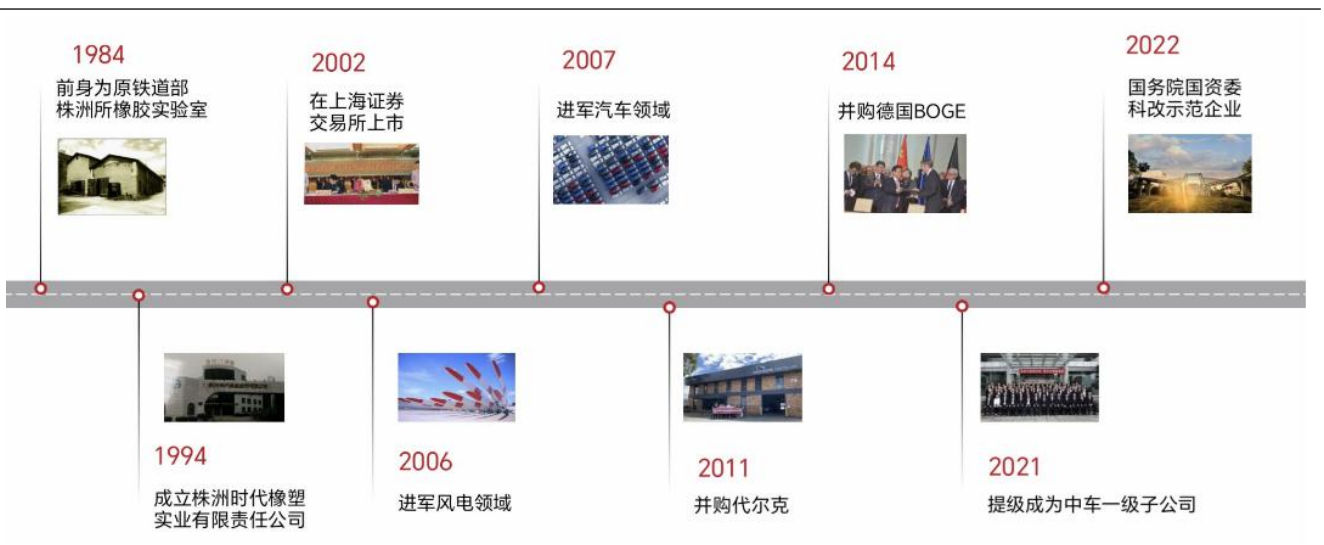 1984
前身为原铁道部
株洲所橡胶实验室
2002
在上海证券
交易所上市
2007
进军汽车领域
2014
并购德国BOGE
2022
国务院国资委
科改示范企业
1994
成立株洲时代橡塑
实业有限责任公司
2006
进军风电领域
2011
并购代尔克
2021
提级成为中车一级子公司